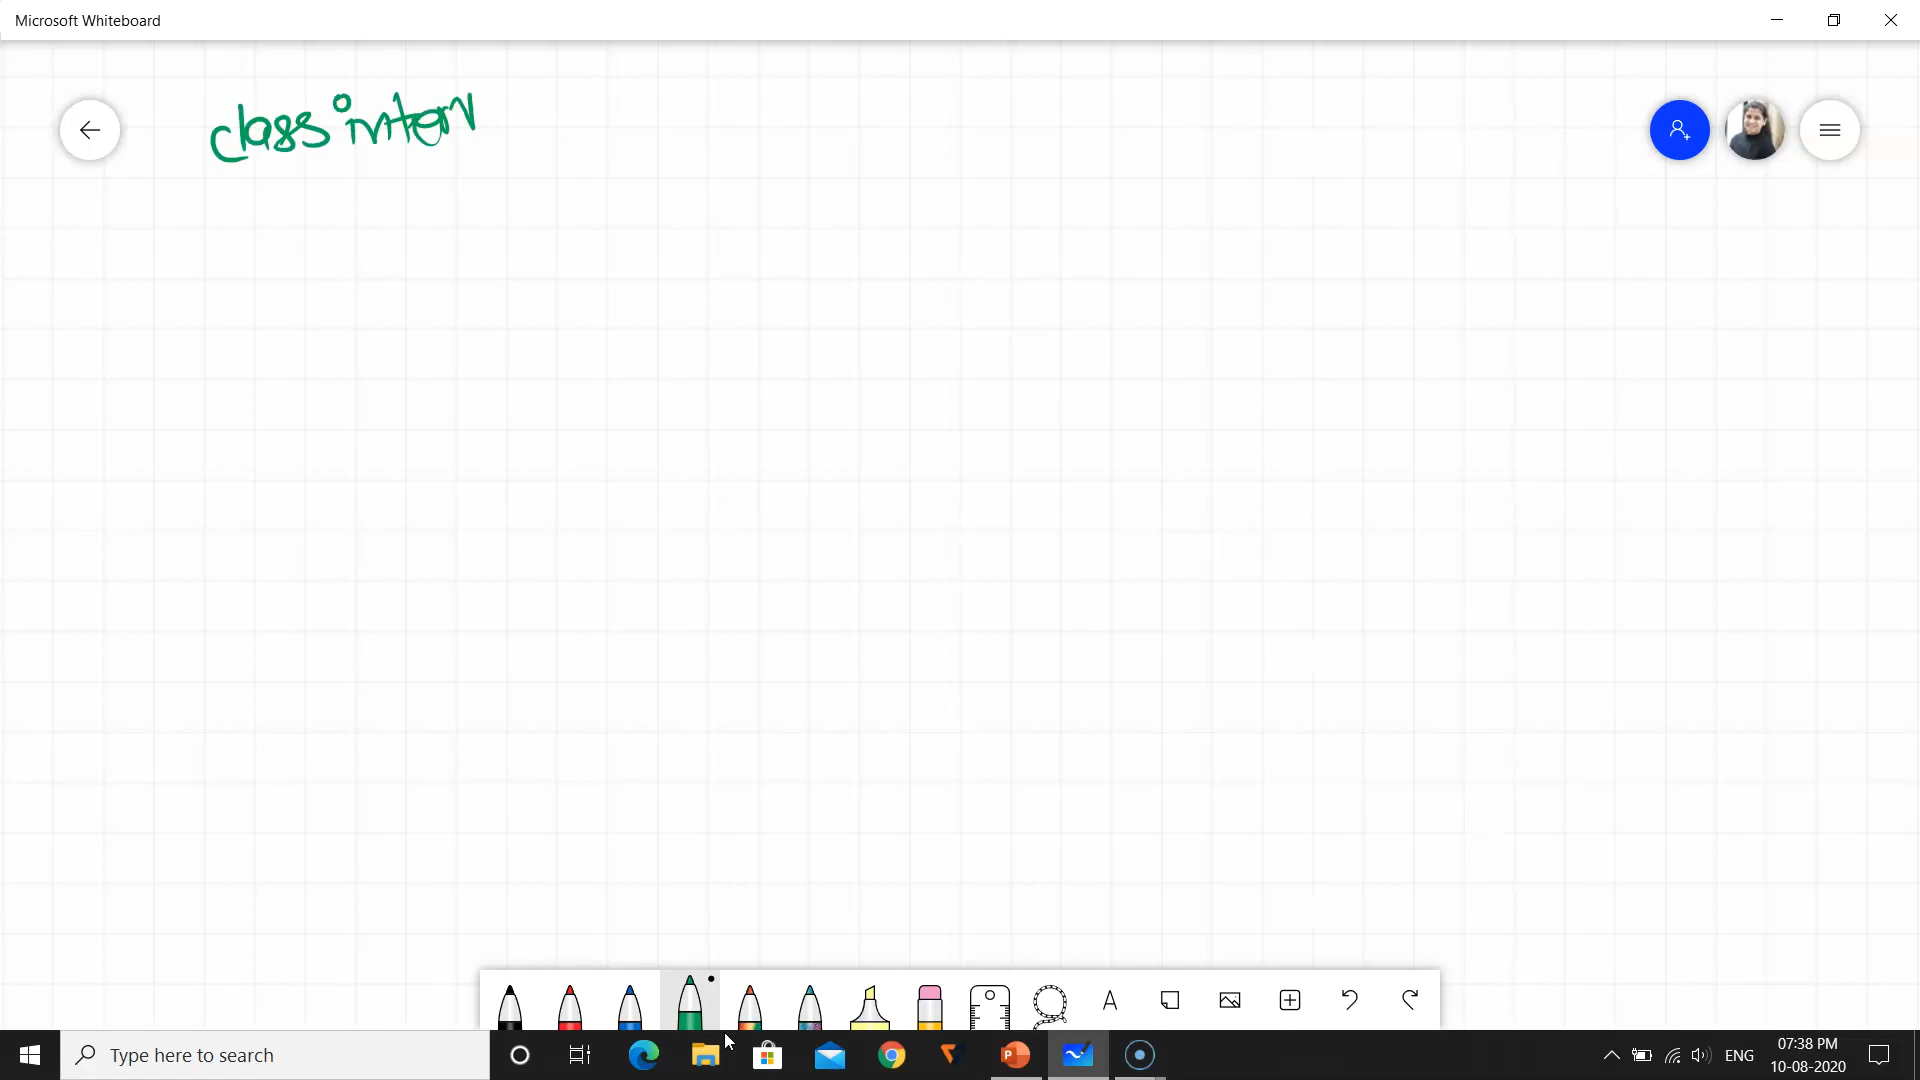 Microsoft Whiteboard
class interv
Type here to search
ENG
07:38 PM
10-08-2020